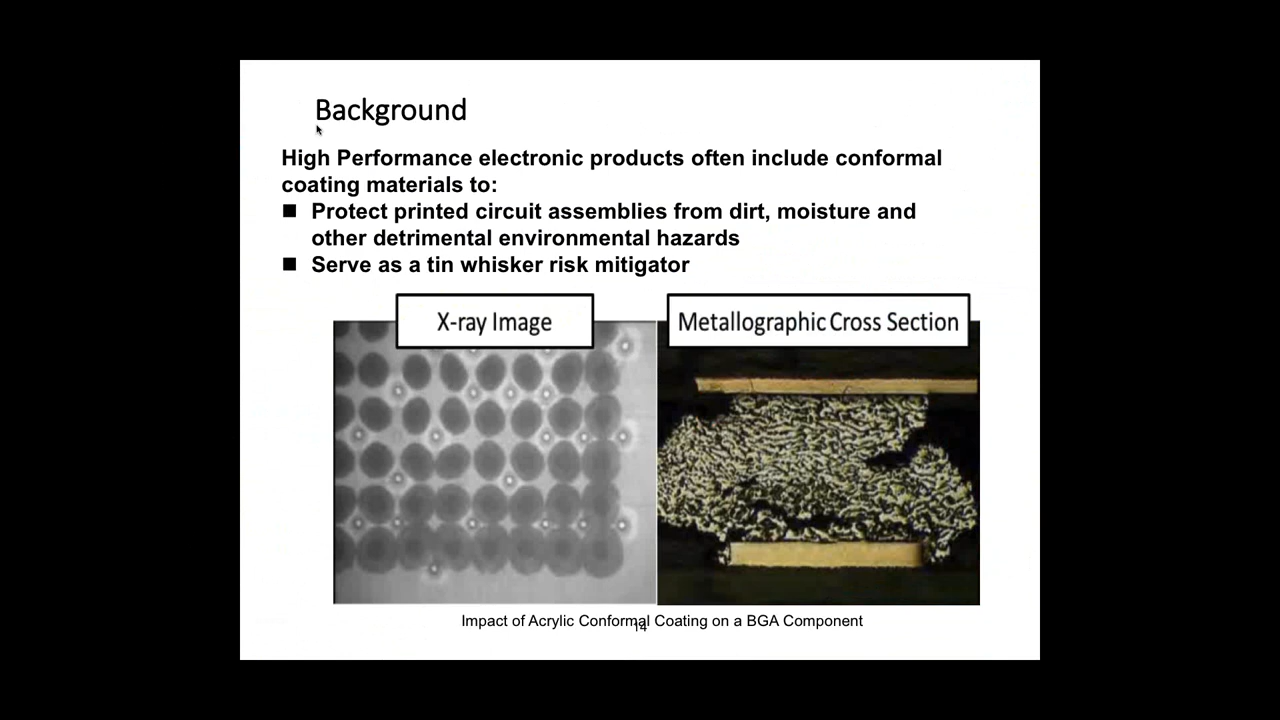 Background
High Performance electronic products often include conformal
coating materials to:
■ Protect printed circuit assemblies from dirt, moisture and
other detrimental environmental hazards
■ Serve as a tin whisker risk mitigator
X-ray Image
Metallographic Cross Section
Impact of Acrylic Conformal Coating on a BGA Component
14